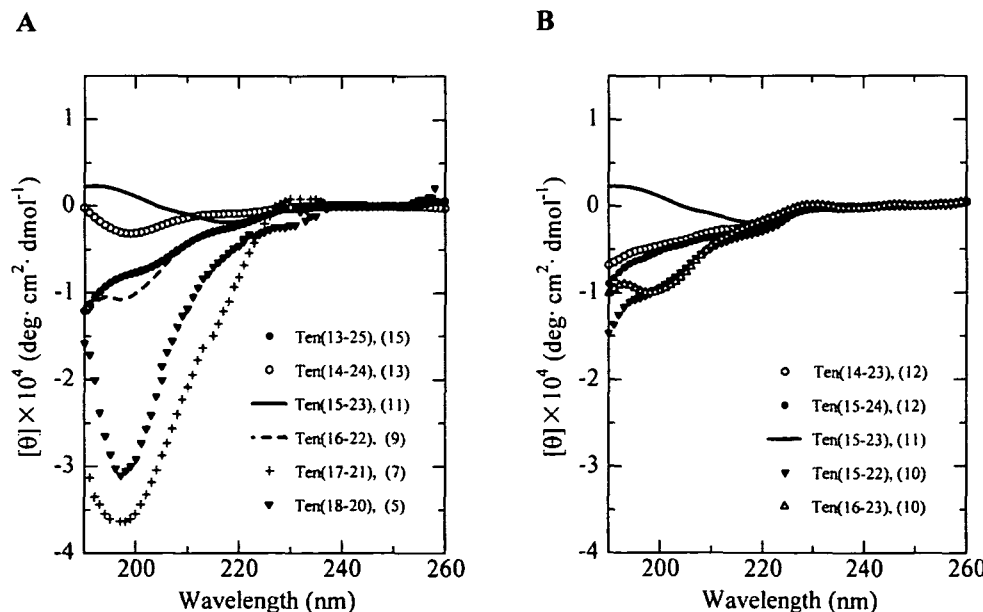 A
B
1
0
-1
-2
-3
-4
[θ] × 10⁴ (deg· cm²· dmol⁻¹)
Ten(13-25), (15)
Ten(14-24), (13)
Ten(15-23), (11)
Ten(16-22), (9)
Ten(17-21), (7)
Ten(18-20), (5)
200
220
240
260
Wavelength (nm)
1
0
-1
-2
-3
-4
[θ] × 10⁴ (deg· cm²· dmol⁻¹)
Ten(14-23), (12)
Ten(15-24), (12)
Ten(15-23), (11)
Ten(15-22), (10)
Ten(16-23), (10)
200
220
240
260
Wavelength (nm)